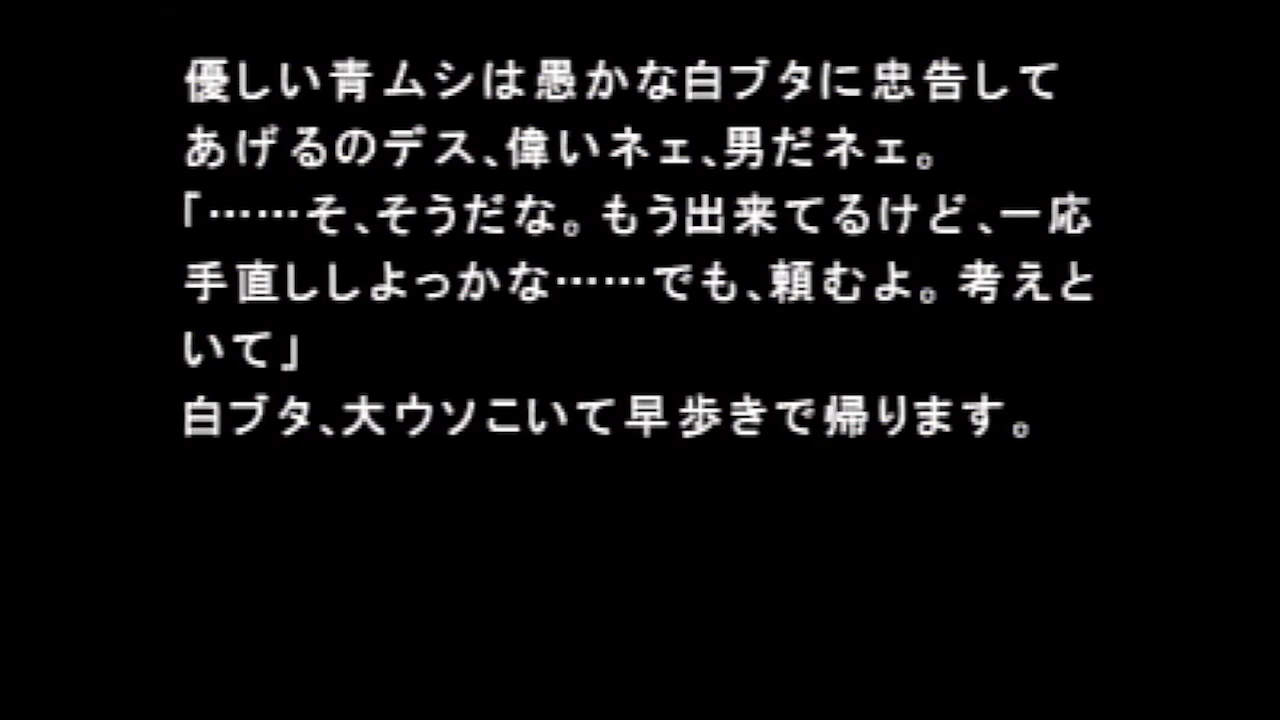 優しい青ムシは愚かな白ブタに忠告して
あげるのデス、偉いネェ、男だネェ。
「……そ、そうだな。もう出来てるけど、一応
手直ししよっかな……でも、頼むよ。考えと
いて」
白ブタ、大ウソこいて早歩きで帰ります。